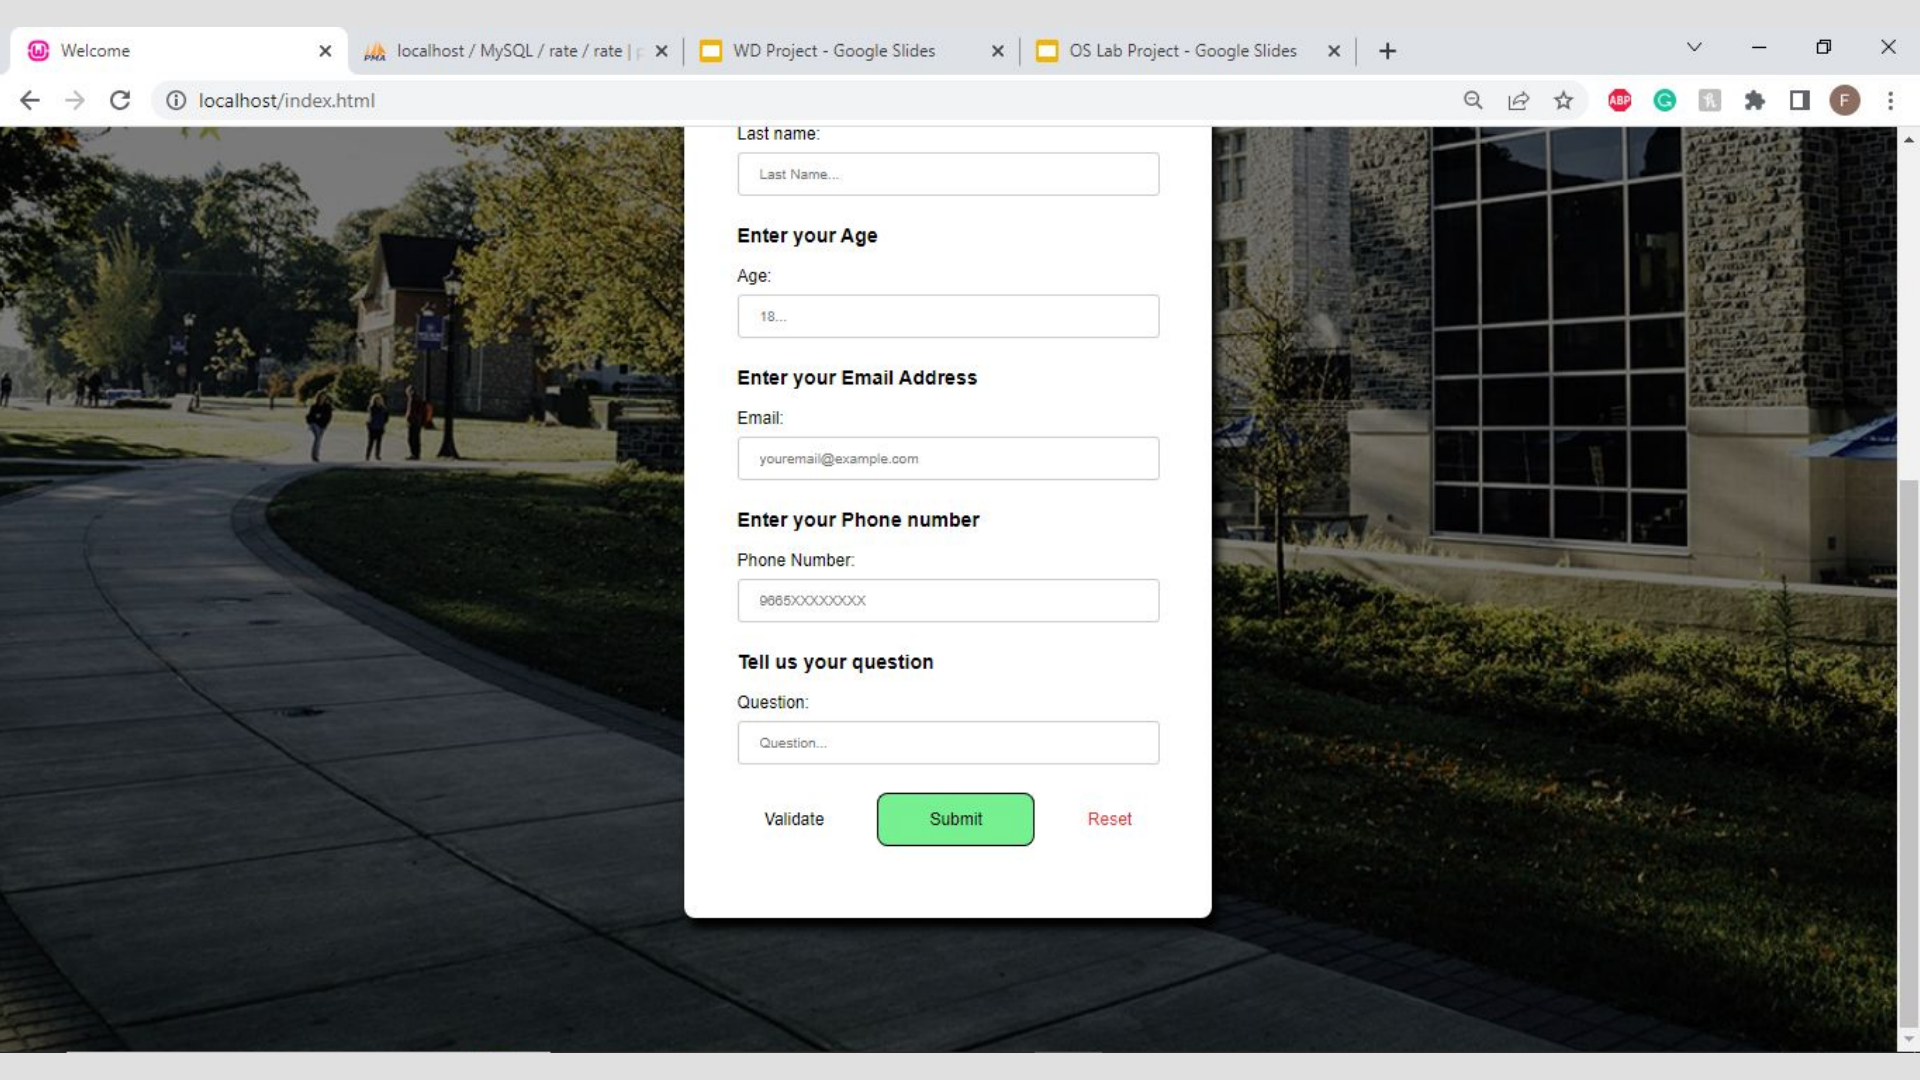 Welcome
localhost / MySQL / rate / rate |
WD Project - Google Slides
OS Lab Project - Google Slides
localhost/index.html
ABP
F
Last name:
Last Name...
Enter your Age
Age:
18...
Enter your Email Address
Email:
youremail@example.com
Enter your Phone number
Phone Number:
9665XXXXXXXX
Tell us your question
Question:
Question...
Validate
Submit
Reset